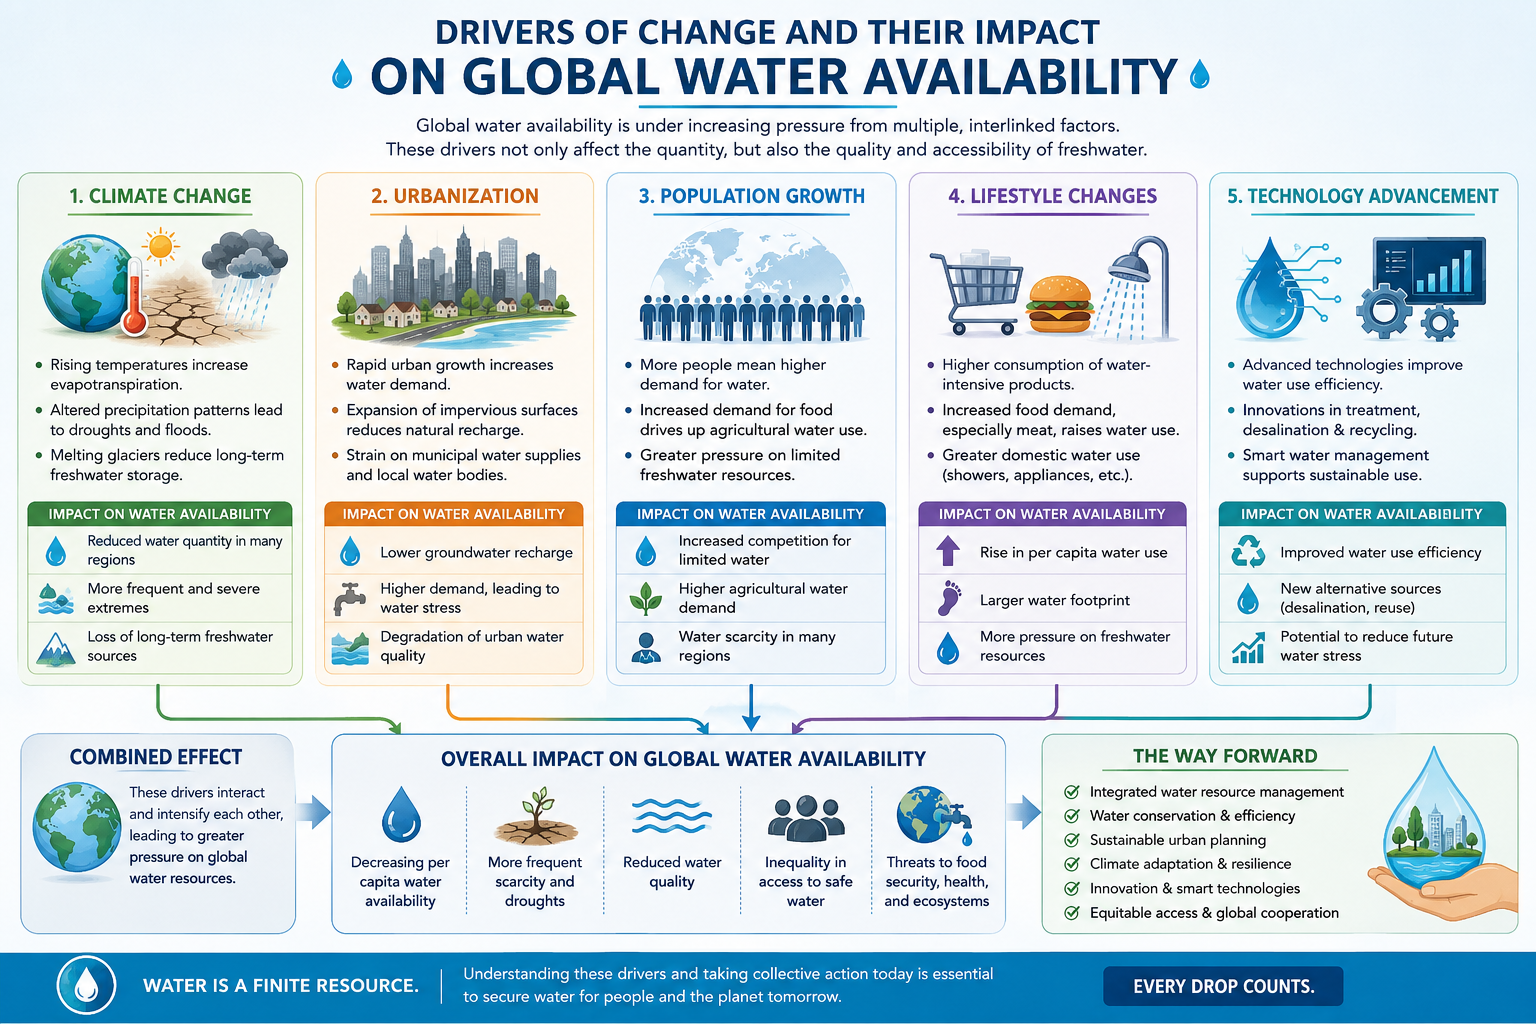 DRIVERS OF CHANGE AND THEIR IMPACT
ON GLOBAL WATER AVAILABILITY
Global water availability is under increasing pressure from multiple, interlinked factors.
These drivers not only affect the quantity, but also the quality and accessibility of freshwater.
1. CLIMATE CHANGE
• Rising temperatures increase
evapotranspiration.
• Altered precipitation patterns lead
to droughts and floods.
• Melting glaciers reduce long-term
freshwater storage.
IMPACT ON WATER AVAILABILITY
Reduced water quantity in many
regions
More frequent and severe
extremes
Loss of long-term freshwater
sources
2. URBANIZATION
• Rapid urban growth increases
water demand.
• Expansion of impervious surfaces
reduces natural recharge.
• Strain on municipal water supplies
and local water bodies.
IMPACT ON WATER AVAILABILITY
Lower groundwater recharge
Higher demand, leading to
water stress
Degradation of urban water
quality
3. POPULATION GROWTH
• More people mean higher
demand for water.
• Increased demand for food
drives up agricultural water use.
• Greater pressure on limited
freshwater resources.
IMPACT ON WATER AVAILABILITY
Increased competition for
limited water
Higher agricultural water
demand
Water scarcity in many
regions
4. LIFESTYLE CHANGES
• Higher consumption of water-
intensive products.
• Increased food demand,
especially meat, raises water use.
• Greater domestic water use
(showers, appliances, etc.).
IMPACT ON WATER AVAILABILITY
Rise in per capita water use
Larger water footprint
More pressure on freshwater
resources
5. TECHNOLOGY ADVANCEMENT
• Advanced technologies improve
water use efficiency.
• Innovations in treatment,
desalination & recycling.
• Smart water management
supports sustainable use.
IMPACT ON WATER AVAILABIBLITY
Improved water use efficiency
New alternative sources
(desalination, reuse)
Potential to reduce future
water stress
COMBINED EFFECT
These drivers interact
and intensify each other,
leading to greater
pressure on global
water resources.
OVERALL IMPACT ON GLOBAL WATER AVAILABILITY
Decreasing per
capita water
availability
More frequent
scarcity and
droughts
Reduced water
quality
Inequality in
access to safe
water
Threats to food
security, health,
and ecosystems
THE WAY FORWARD
Integrated water resource management
Water conservation & efficiency
Sustainable urban planning
Climate adaptation & resilience
Innovation & smart technologies
Equitable access & global cooperation
WATER IS A FINITE RESOURCE.
Understanding these drivers and taking collective action today is essential
to secure water for people and the planet tomorrow.
EVERY DROP COUNTS.